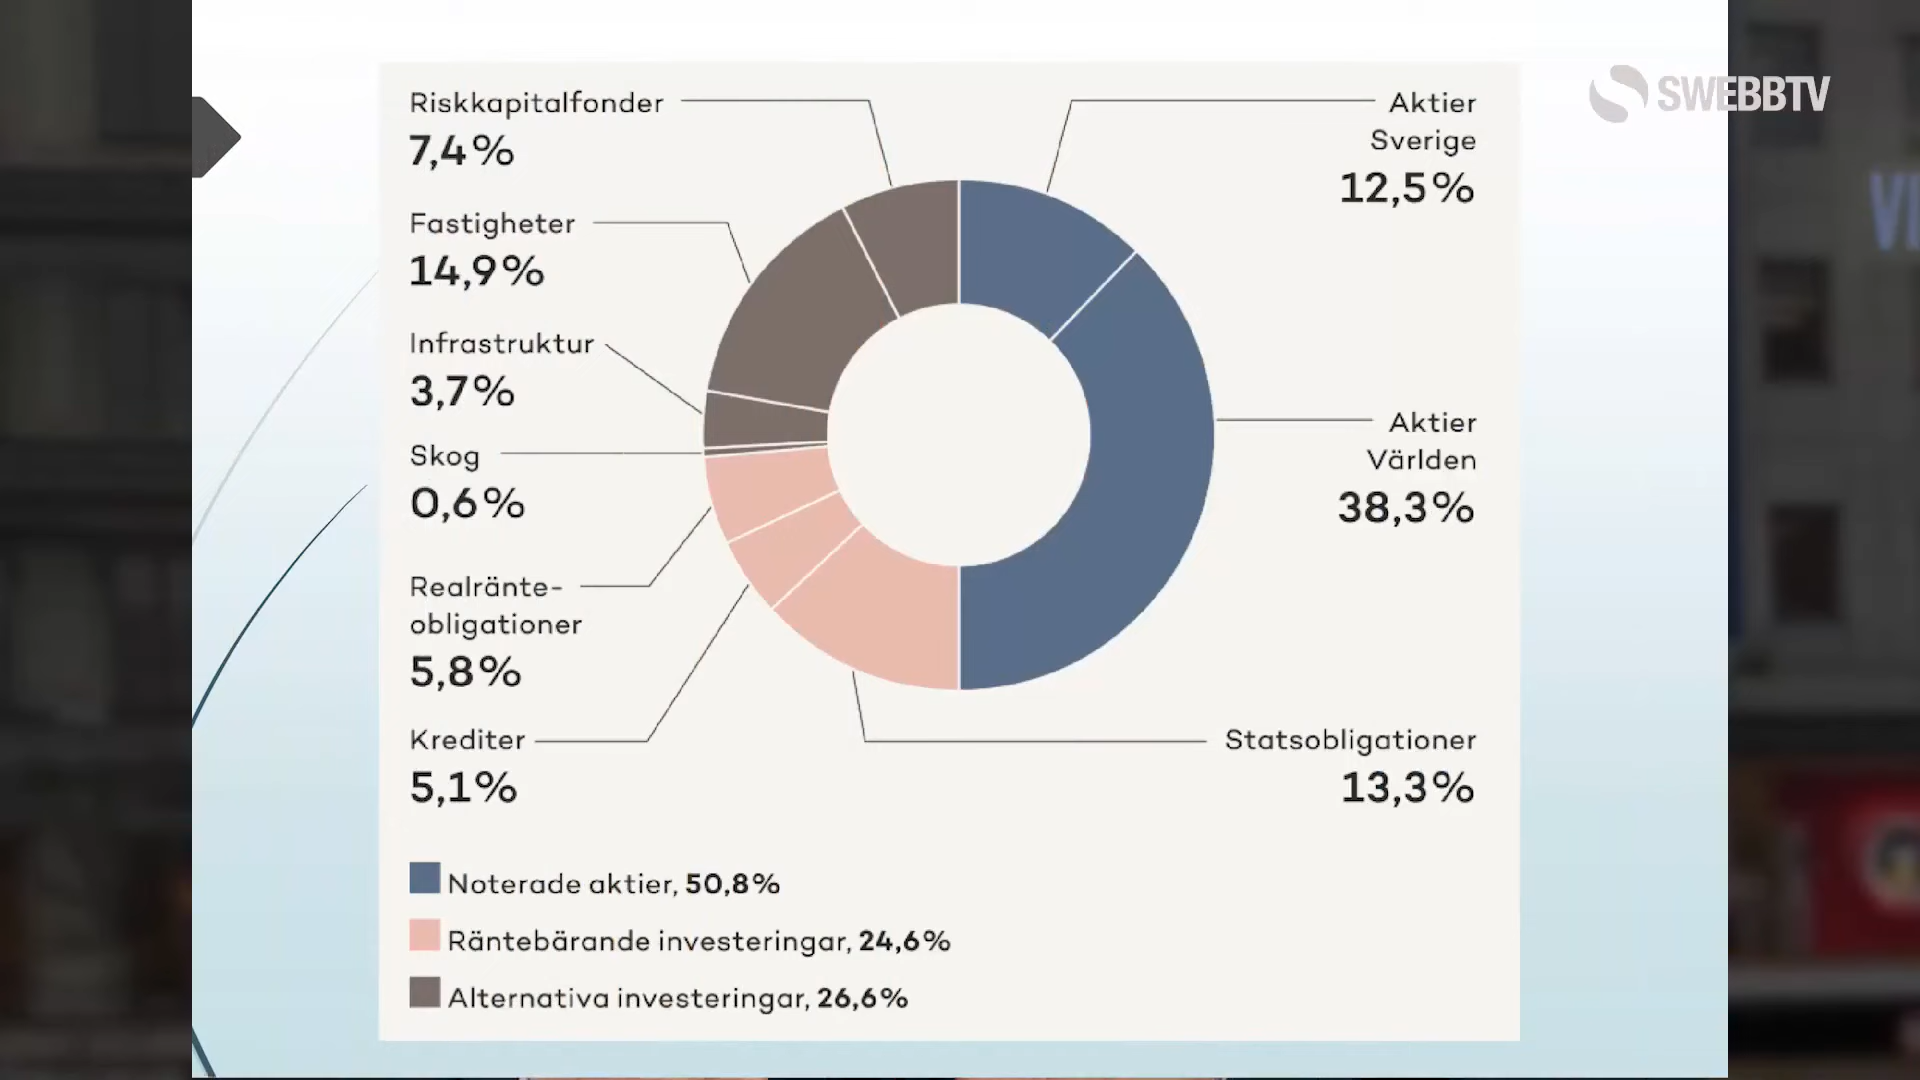 SWEBBTV
Riskkapitalfonder
7,4%
Fastigheter
14,9%
Infrastruktur
3,7%
Skog
0,6%
Realränte-
obligationer
5,8%
Krediter
5,1%
Aktier
Sverige
12,5%
Aktier
Världen
38,3%
Statsobligationer
13,3%
Noterade aktier, 50,8%
Räntebärande investeringar, 24,6%
Alternativa investeringar, 26,6%